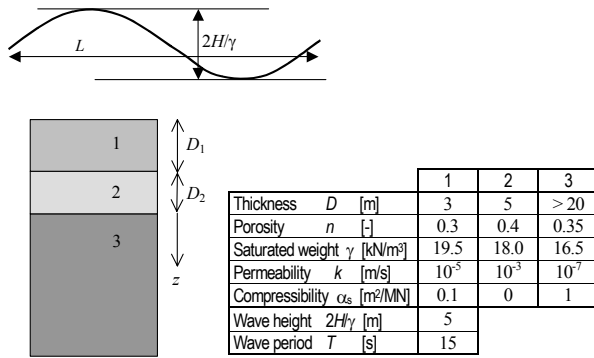 2H/γ
L
1
D₁
2
D₂
3
z
1 2 3
Thickness D [m] 3 5 > 20
Porosity n [-] 0.3 0.4 0.35
Saturated weight γ [kN/m³] 19.5 18.0 16.5
Permeability k [m/s] 10⁻⁵ 10⁻³ 10⁻⁷
Compressibility αₛ [m²/MN] 0.1 0 1
Wave height 2H/γ [m] 5
Wave period T [s] 15